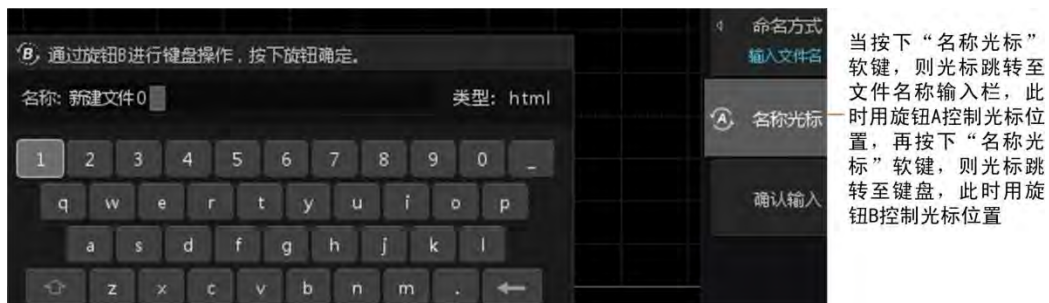 B 通过旋钮B进行键盘操作，按下旋钮确定。
名称: 新建文件0
类型: html
1 2 3 4 5 6 7 8 9 0 _
q w e r t y u i o p
a s d f g h j k l
z x c v b n m .
命名方式
输入文件名
A 名称光标
确认输入
当按下“名称光标”
软键，则光标跳转至
文件名称输入栏，此
时用旋钮A控制光标位
置，再按下“名称光
标”软键，则光标跳
转至键盘，此时用旋
钮B控制光标位置